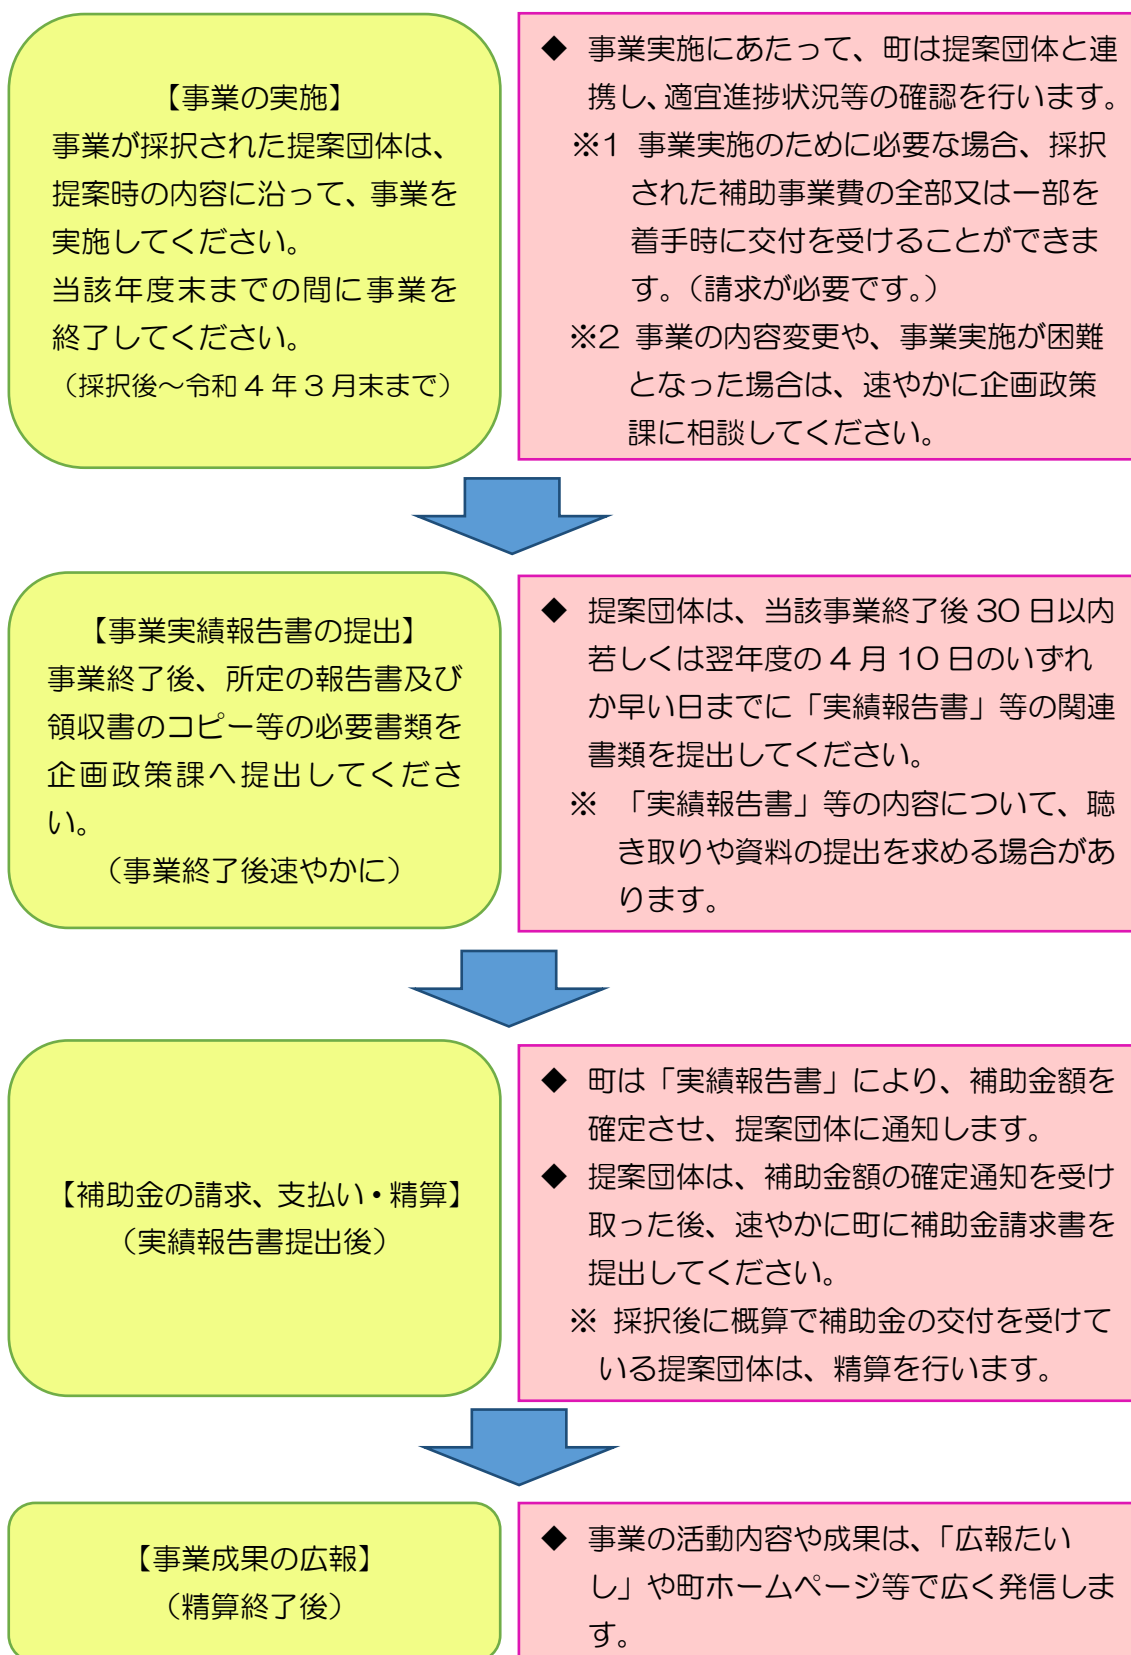 【事業の実施】
事業が採択された提案団体は、
提案時の内容に沿って、事業を
実施してください。
当該年度末までの間に事業を
終了してください。
（採択後～令和４年３月末まで）
◆ 事業実施にあたって、町は提案団体と連
携し、適宜進捗状況等の確認を行います。
※1 事業実施のために必要な場合、採択
された補助事業費の全部又は一部を
着手時に交付を受けることができま
す。（請求が必要です。）
※2 事業の内容変更や、事業実施が困難
となった場合は、速やかに企画政策
課に相談してください。
【事業実績報告書の提出】
事業終了後、所定の報告書及び
領収書のコピー等の必要書類を
企画政策課へ提出してくださ
い。
（事業終了後速やかに）
◆ 提案団体は、当該事業終了後 30 日以内
若しくは翌年度の 4 月 10 日のいずれ
か早い日までに「実績報告書」等の関連
書類を提出してください。
※ 「実績報告書」等の内容について、聴
き取りや資料の提出を求める場合があ
ります。
【補助金の請求、支払い・精算】
（実績報告書提出後）
◆ 町は「実績報告書」により、補助金額を
確定させ、提案団体に通知します。
◆ 提案団体は、補助金額の確定通知を受け
取った後、速やかに町に補助金請求書を
提出してください。
※ 採択後に概算で補助金の交付を受けて
いる提案団体は、精算を行います。
【事業成果の広報】
（精算終了後）
◆ 事業の活動内容や成果は、「広報たい
し」や町ホームページ等で広く発信しま
す。